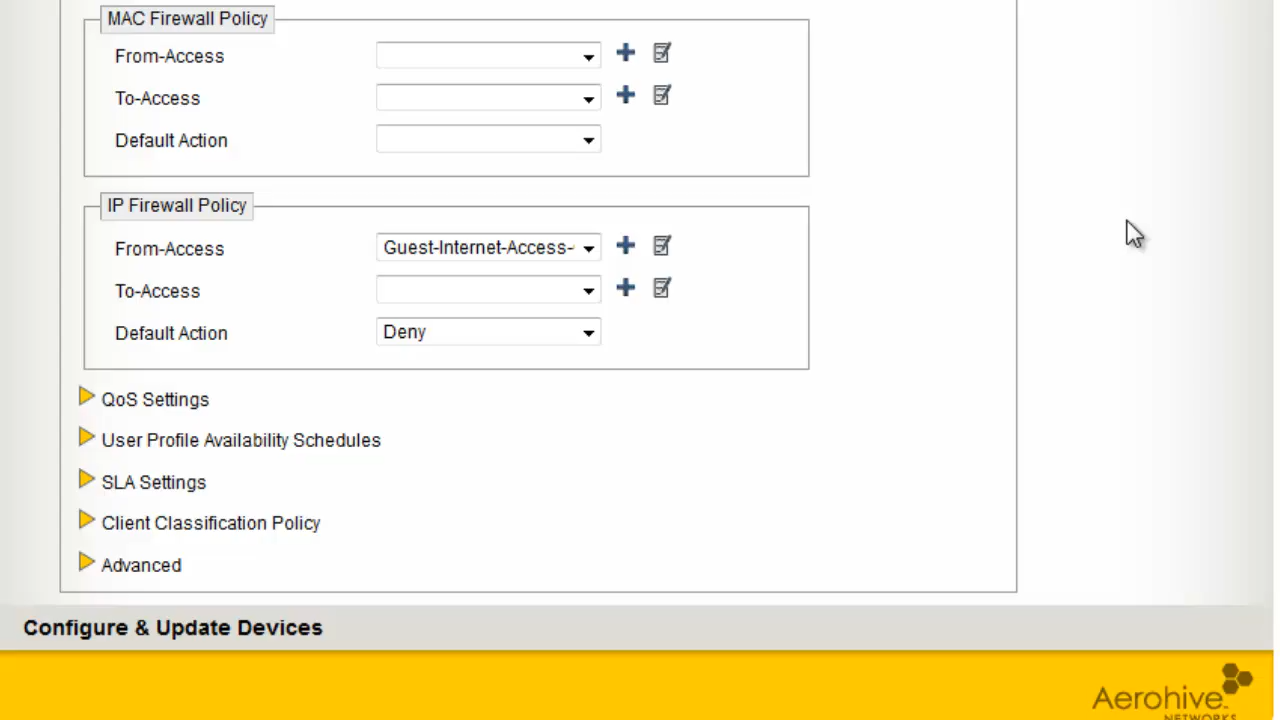 MAC Firewall Policy
From-Access
To-Access
Default Action
IP Firewall Policy
From-Access Guest-Internet-Access-
To-Access
Default Action Deny
QoS Settings
User Profile Availability Schedules
SLA Settings
Client Classification Policy
Advanced
Configure & Update Devices
Aerohive
NETWORKS